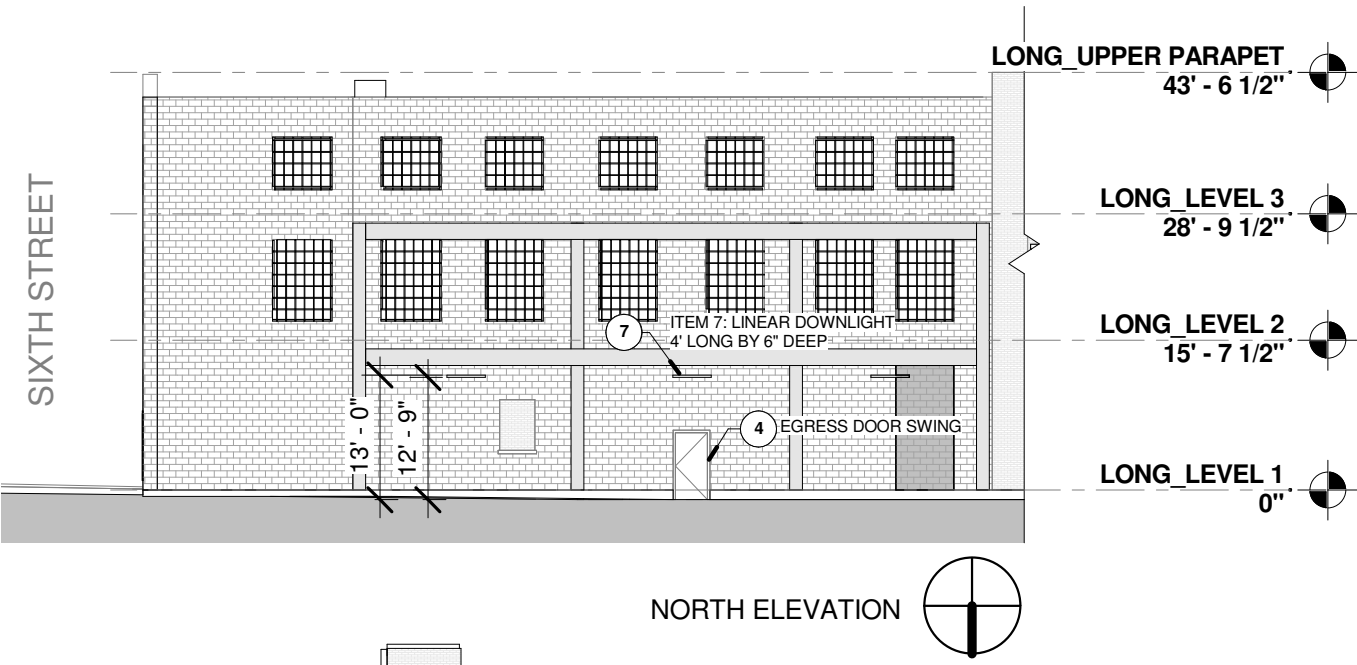 LONG_UPPER PARAPET
43' - 6 1/2"
SIXTH STREET
LONG_LEVEL 3
28' - 9 1/2"
7
ITEM 7: LINEAR DOWNLIGHT
4' LONG BY 6" DEEP
LONG_LEVEL 2
15' - 7 1/2"
13' - 0"
12' - 9"
4
EGRESS DOOR SWING
LONG_LEVEL 1
0"
NORTH ELEVATION